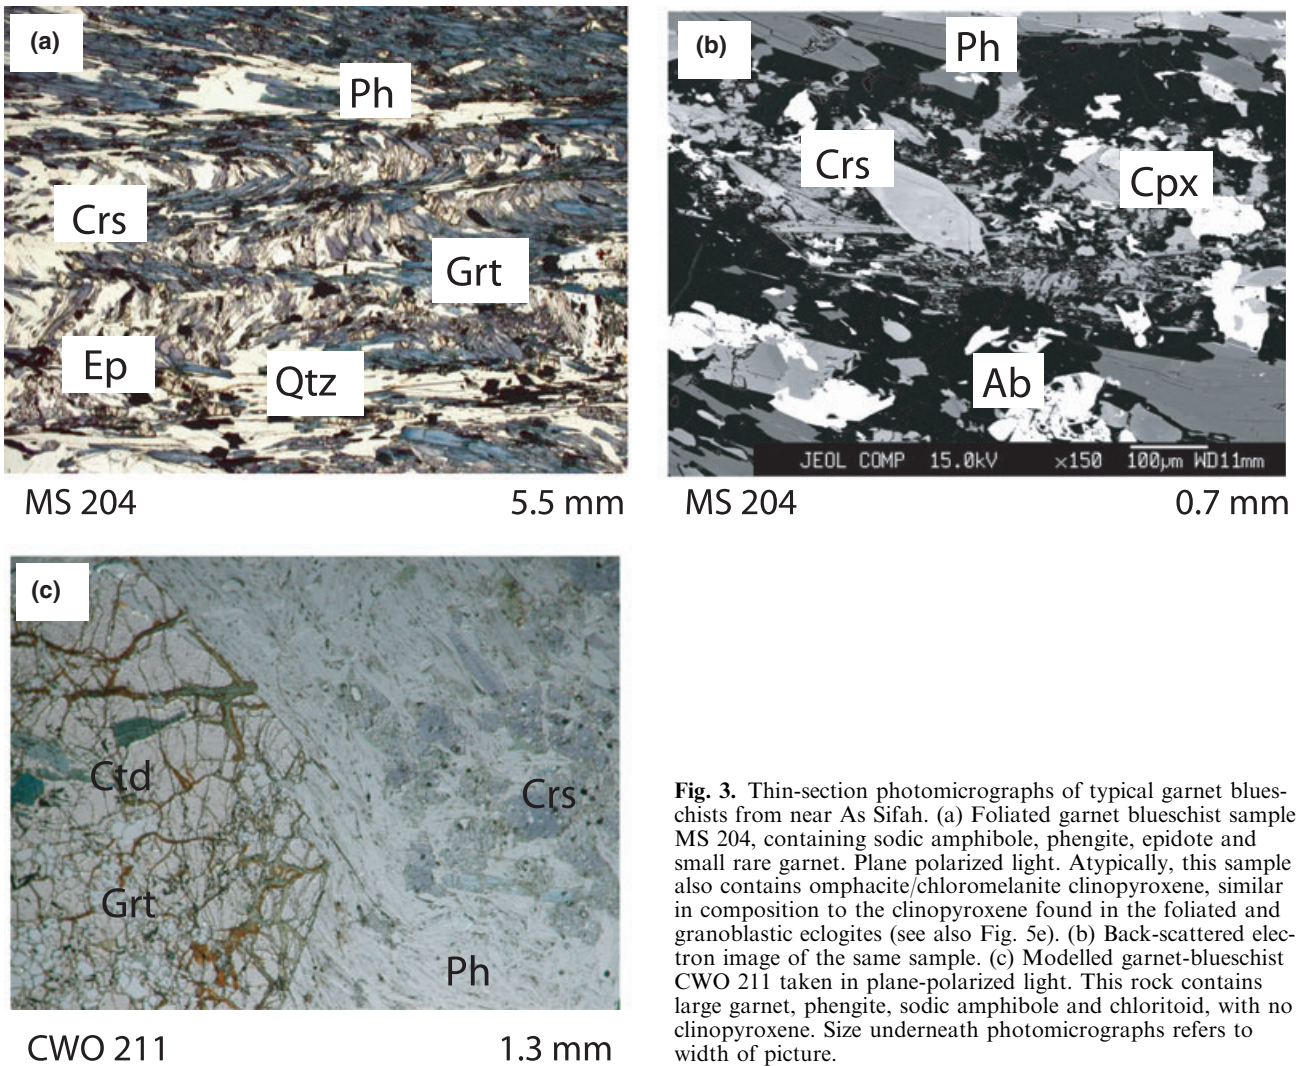 (a)
Ph
Crs
Grt
Ep
Qtz
MS 204
5.5 mm
(b)
Ph
Crs
Cpx
Ab
JEOL COMP 15.0kV ×150 100μm WD11mm
MS 204
0.7 mm
(c)
Ctd
Crs
Grt
Ph
CWO 211
1.3 mm
Fig. 3. Thin-section photomicrographs of typical garnet blues-
chists from near As Sifah. (a) Foliated garnet blueschist sample
MS 204, containing sodic amphibole, phengite, epidote and
small rare garnet. Plane polarized light. Atypically, this sample
also contains omphacite/chloromelanite clinopyroxene, similar
in composition to the clinopyroxene found in the foliated and
granoblastic eclogites (see also Fig. 5e). (b) Back-scattered elec-
tron image of the same sample. (c) Modelled garnet-blueschist
CWO 211 taken in plane-polarized light. This rock contains
large garnet, phengite, sodic amphibole and chloritoid, with no
clinopyroxene. Size underneath photomicrographs refers to
width of picture.